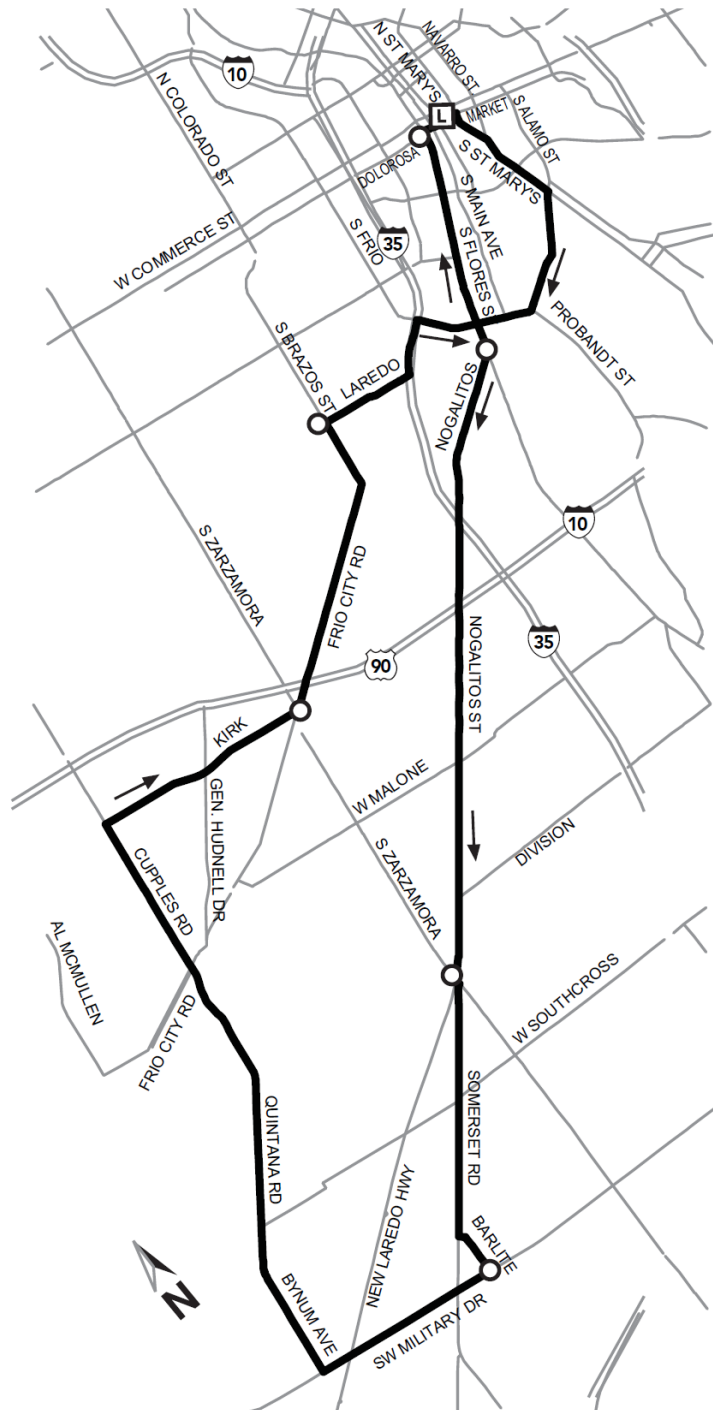 N ST MARY'S
NAVARRO ST
10
N COLORADO ST
MARKET
L
S ALAMO ST
DOLOROSA
S ST MARY'S
S MAIN AVE
S FRIO
35
W COMMERCE ST
S FLORES S
PROBANDT ST
S BRAZOS ST
LAREDO
NOGALITOS
10
S ZARZAMORA
FRIO CITY RD
NOGALITOS ST
35
90
KIRK
GEN. HUDNELL DR
W MALONE
DIVISION
CUPPLES RD
S ZARZAMORA
AL MCMULLEN
FRIO CITY RD
W SOUTHCROSS
QUINTANA RD
SOMERSET RD
NEW LAREDO HWY
BARLITE
N
BYNUM AVE
SW MILITARY DR